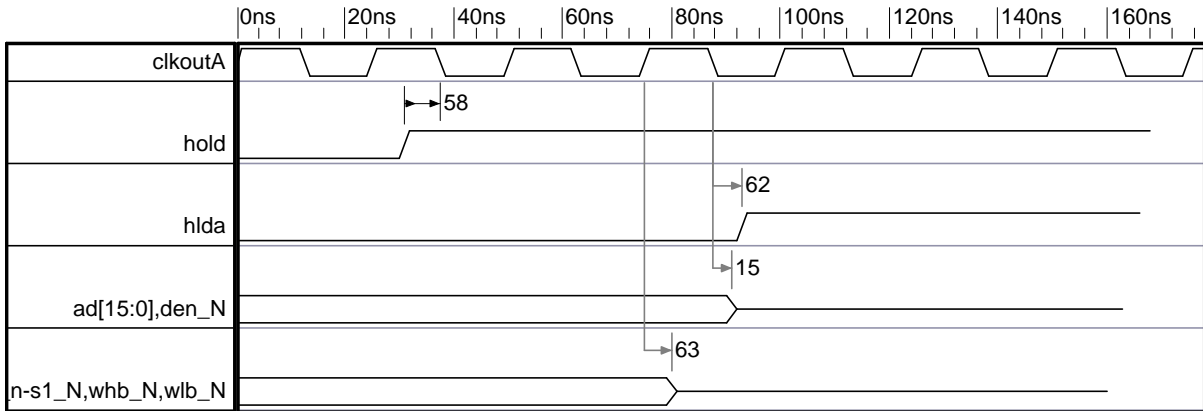 0ns 20ns 40ns 60ns 80ns 100ns 120ns 140ns 160ns
clkoutA
58
hold
62
hlda
15
ad[15:0],den_N
63
n-s1_N,whb_N,wlb_N